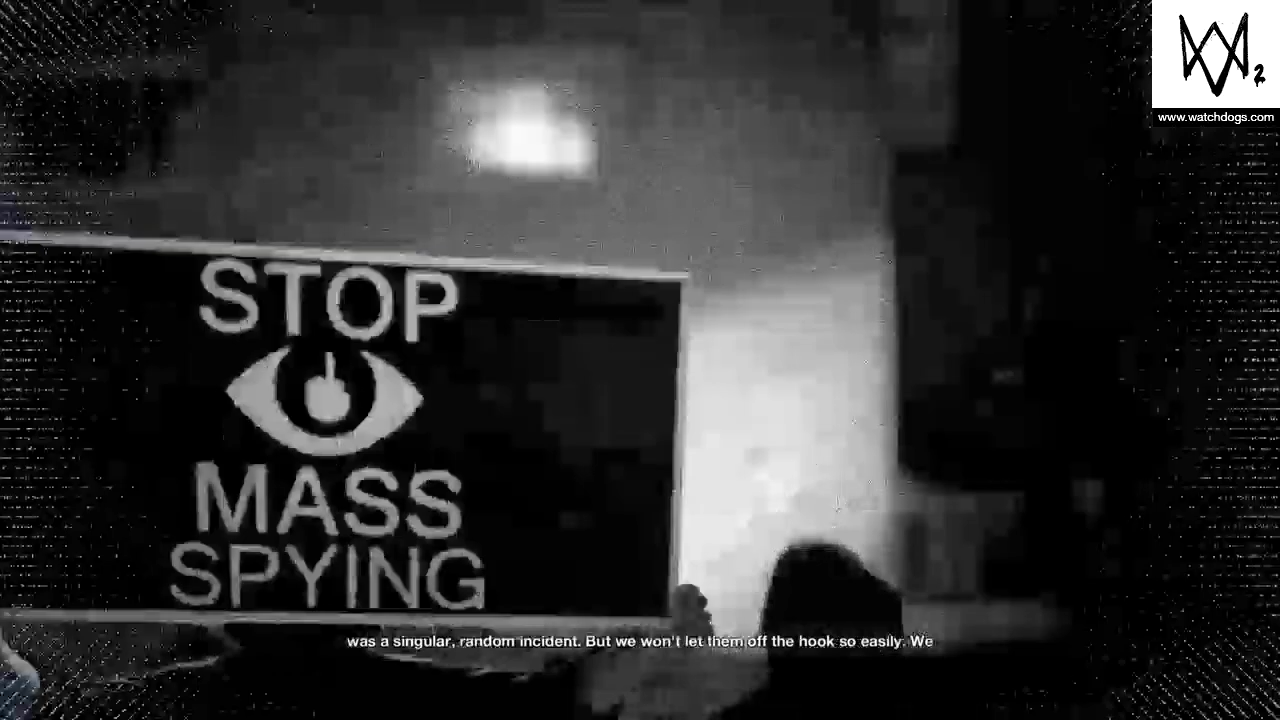 2
www.watchdogs.com
STOP
MASS
SPYING
was a singular, random incident. But we won't let them off the hook so easily. We